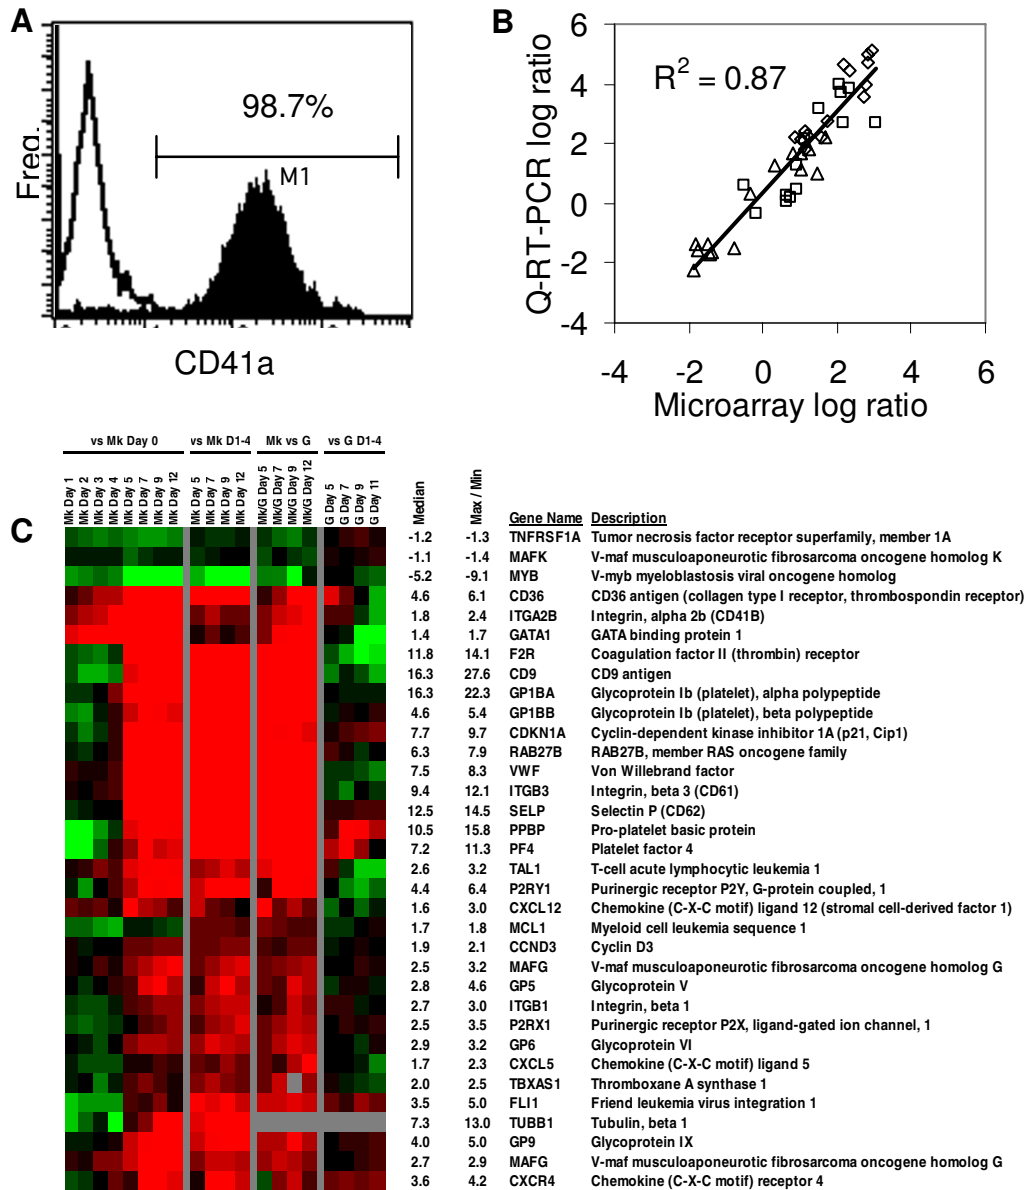 A
B
98.7%
M1
Freq.
CD41a
R2 = 0.87
Q-RT-PCR log ratio
6
4
2
0
-2
-4
-4 -2 0 2 4 6
Microarray log ratio
C
vs Mk Day 0 vs Mk D1-4 Mk vs G vs G D1-4
Mk Day 1
Mk Day 2
Mk Day 3
Mk Day 4
Mk Day 5
Mk Day 7
Mk Day 9
Mk Day 12
Mk Day 5
Mk Day 7
Mk Day 9
Mk Day 12
Mk/G Day 5
Mk/G Day 7
Mk/G Day 9
Mk/G Day 12
G Day 5
G Day 7
G Day 9
G Day 11
Median Max / Min Gene Name Description
-1.2 -1.3 TNFRSF1A Tumor necrosis factor receptor superfamily, member 1A
-1.1 -1.4 MAFK V-maf musculoaponeurotic fibrosarcoma oncogene homolog K
-5.2 -9.1 MYB V-myb myeloblastosis viral oncogene homolog
4.6 6.1 CD36 CD36 antigen (collagen type I receptor, thrombospondin receptor)
1.8 2.4 ITGA2B Integrin, alpha 2b (CD41B)
1.4 1.7 GATA1 GATA binding protein 1
11.8 14.1 F2R Coagulation factor II (thrombin) receptor
16.3 27.6 CD9 CD9 antigen
16.3 22.3 GP1BA Glycoprotein Ib (platelet), alpha polypeptide
4.6 5.4 GP1BB Glycoprotein Ib (platelet), beta polypeptide
7.7 9.7 CDKN1A Cyclin-dependent kinase inhibitor 1A (p21, Cip1)
6.3 7.9 RAB27B RAB27B, member RAS oncogene family
7.5 8.3 VWF Von Willebrand factor
9.4 12.1 ITGB3 Integrin, beta 3 (CD61)
12.5 14.5 SELP Selectin P (CD62)
10.5 15.8 PPBP Pro-platelet basic protein
7.2 11.3 PF4 Platelet factor 4
2.6 3.2 TAL1 T-cell acute lymphocytic leukemia 1
4.4 6.4 P2RY1 Purinergic receptor P2Y, G-protein coupled, 1
1.6 3.0 CXCL12 Chemokine (C-X-C motif) ligand 12 (stromal cell-derived factor 1)
1.7 1.8 MCL1 Myeloid cell leukemia sequence 1
1.9 2.1 CCND3 Cyclin D3
2.5 3.2 MAFG V-maf musculoaponeurotic fibrosarcoma oncogene homolog G
2.8 4.6 GP5 Glycoprotein V
2.7 3.0 ITGB1 Integrin, beta 1
2.5 3.5 P2RX1 Purinergic receptor P2X, ligand-gated ion channel, 1
2.9 3.2 GP6 Glycoprotein VI
1.7 2.3 CXCL5 Chemokine (C-X-C motif) ligand 5
2.0 2.5 TBXAS1 Thromboxane A synthase 1
3.5 5.0 FLI1 Friend leukemia virus integration 1
7.3 13.0 TUBB1 Tubulin, beta 1
4.0 5.0 GP9 Glycoprotein IX
2.7 2.9 MAFG V-maf musculoaponeurotic fibrosarcoma oncogene homolog G
3.6 4.2 CXCR4 Chemokine (C-X-C motif) receptor 4